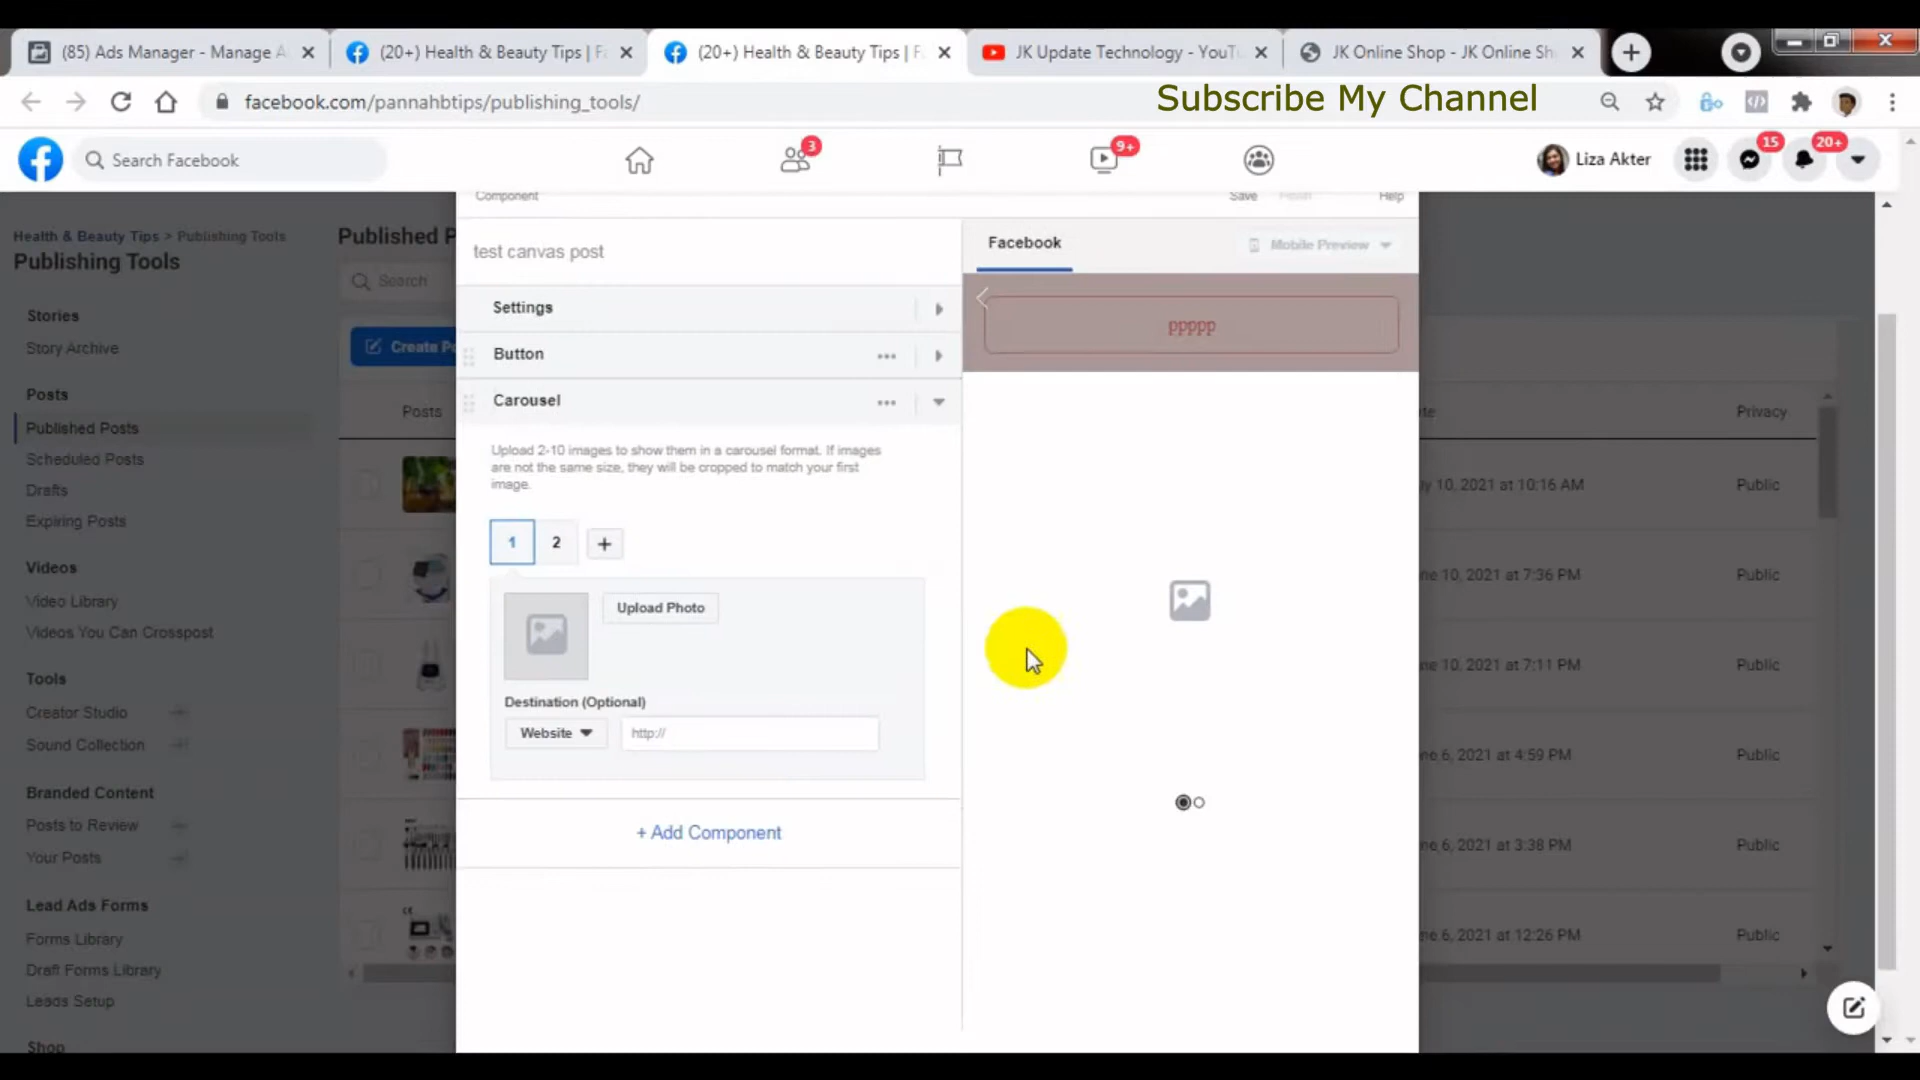 (85) Ads Manager - Manage A
(20+) Health & Beauty Tips | F
(20+) Health & Beauty Tips | F
JK Update Technology - YouTu
JK Online Shop - JK Online Sh
facebook.com/pannahbtips/publishing_tools/
Subscribe My Channel
Search Facebook
3
9+
Liza Akter
15
20+
Component
Save
Help
Health & Beauty Tips > Publishing Tools
Publishing Tools
Published P
Search
Create Po
Posts
Stories
Story Archive
Posts
Published Posts
Scheduled Posts
Drafts
Expiring Posts
Videos
Video Library
Videos You Can Crosspost
Tools
Creator Studio
Sound Collection
Branded Content
Posts to Review
Your Posts
Lead Ads Forms
Forms Library
Draft Forms Library
Leads Setup
Shop
test canvas post
Settings
Button
Carousel
Upload 2-10 images to show them in a carousel format. If images
are not the same size, they will be cropped to match your first
image.
1
2
+
Upload Photo
Destination (Optional)
Website
http://
+ Add Component
Facebook
Mobile Preview
ppppp
te
Privacy
y 10, 2021 at 10:16 AM
Public
ne 10, 2021 at 7:36 PM
Public
ne 10, 2021 at 7:11 PM
Public
ne 6, 2021 at 4:59 PM
Public
ne 6, 2021 at 3:38 PM
Public
ne 6, 2021 at 12:26 PM
Public